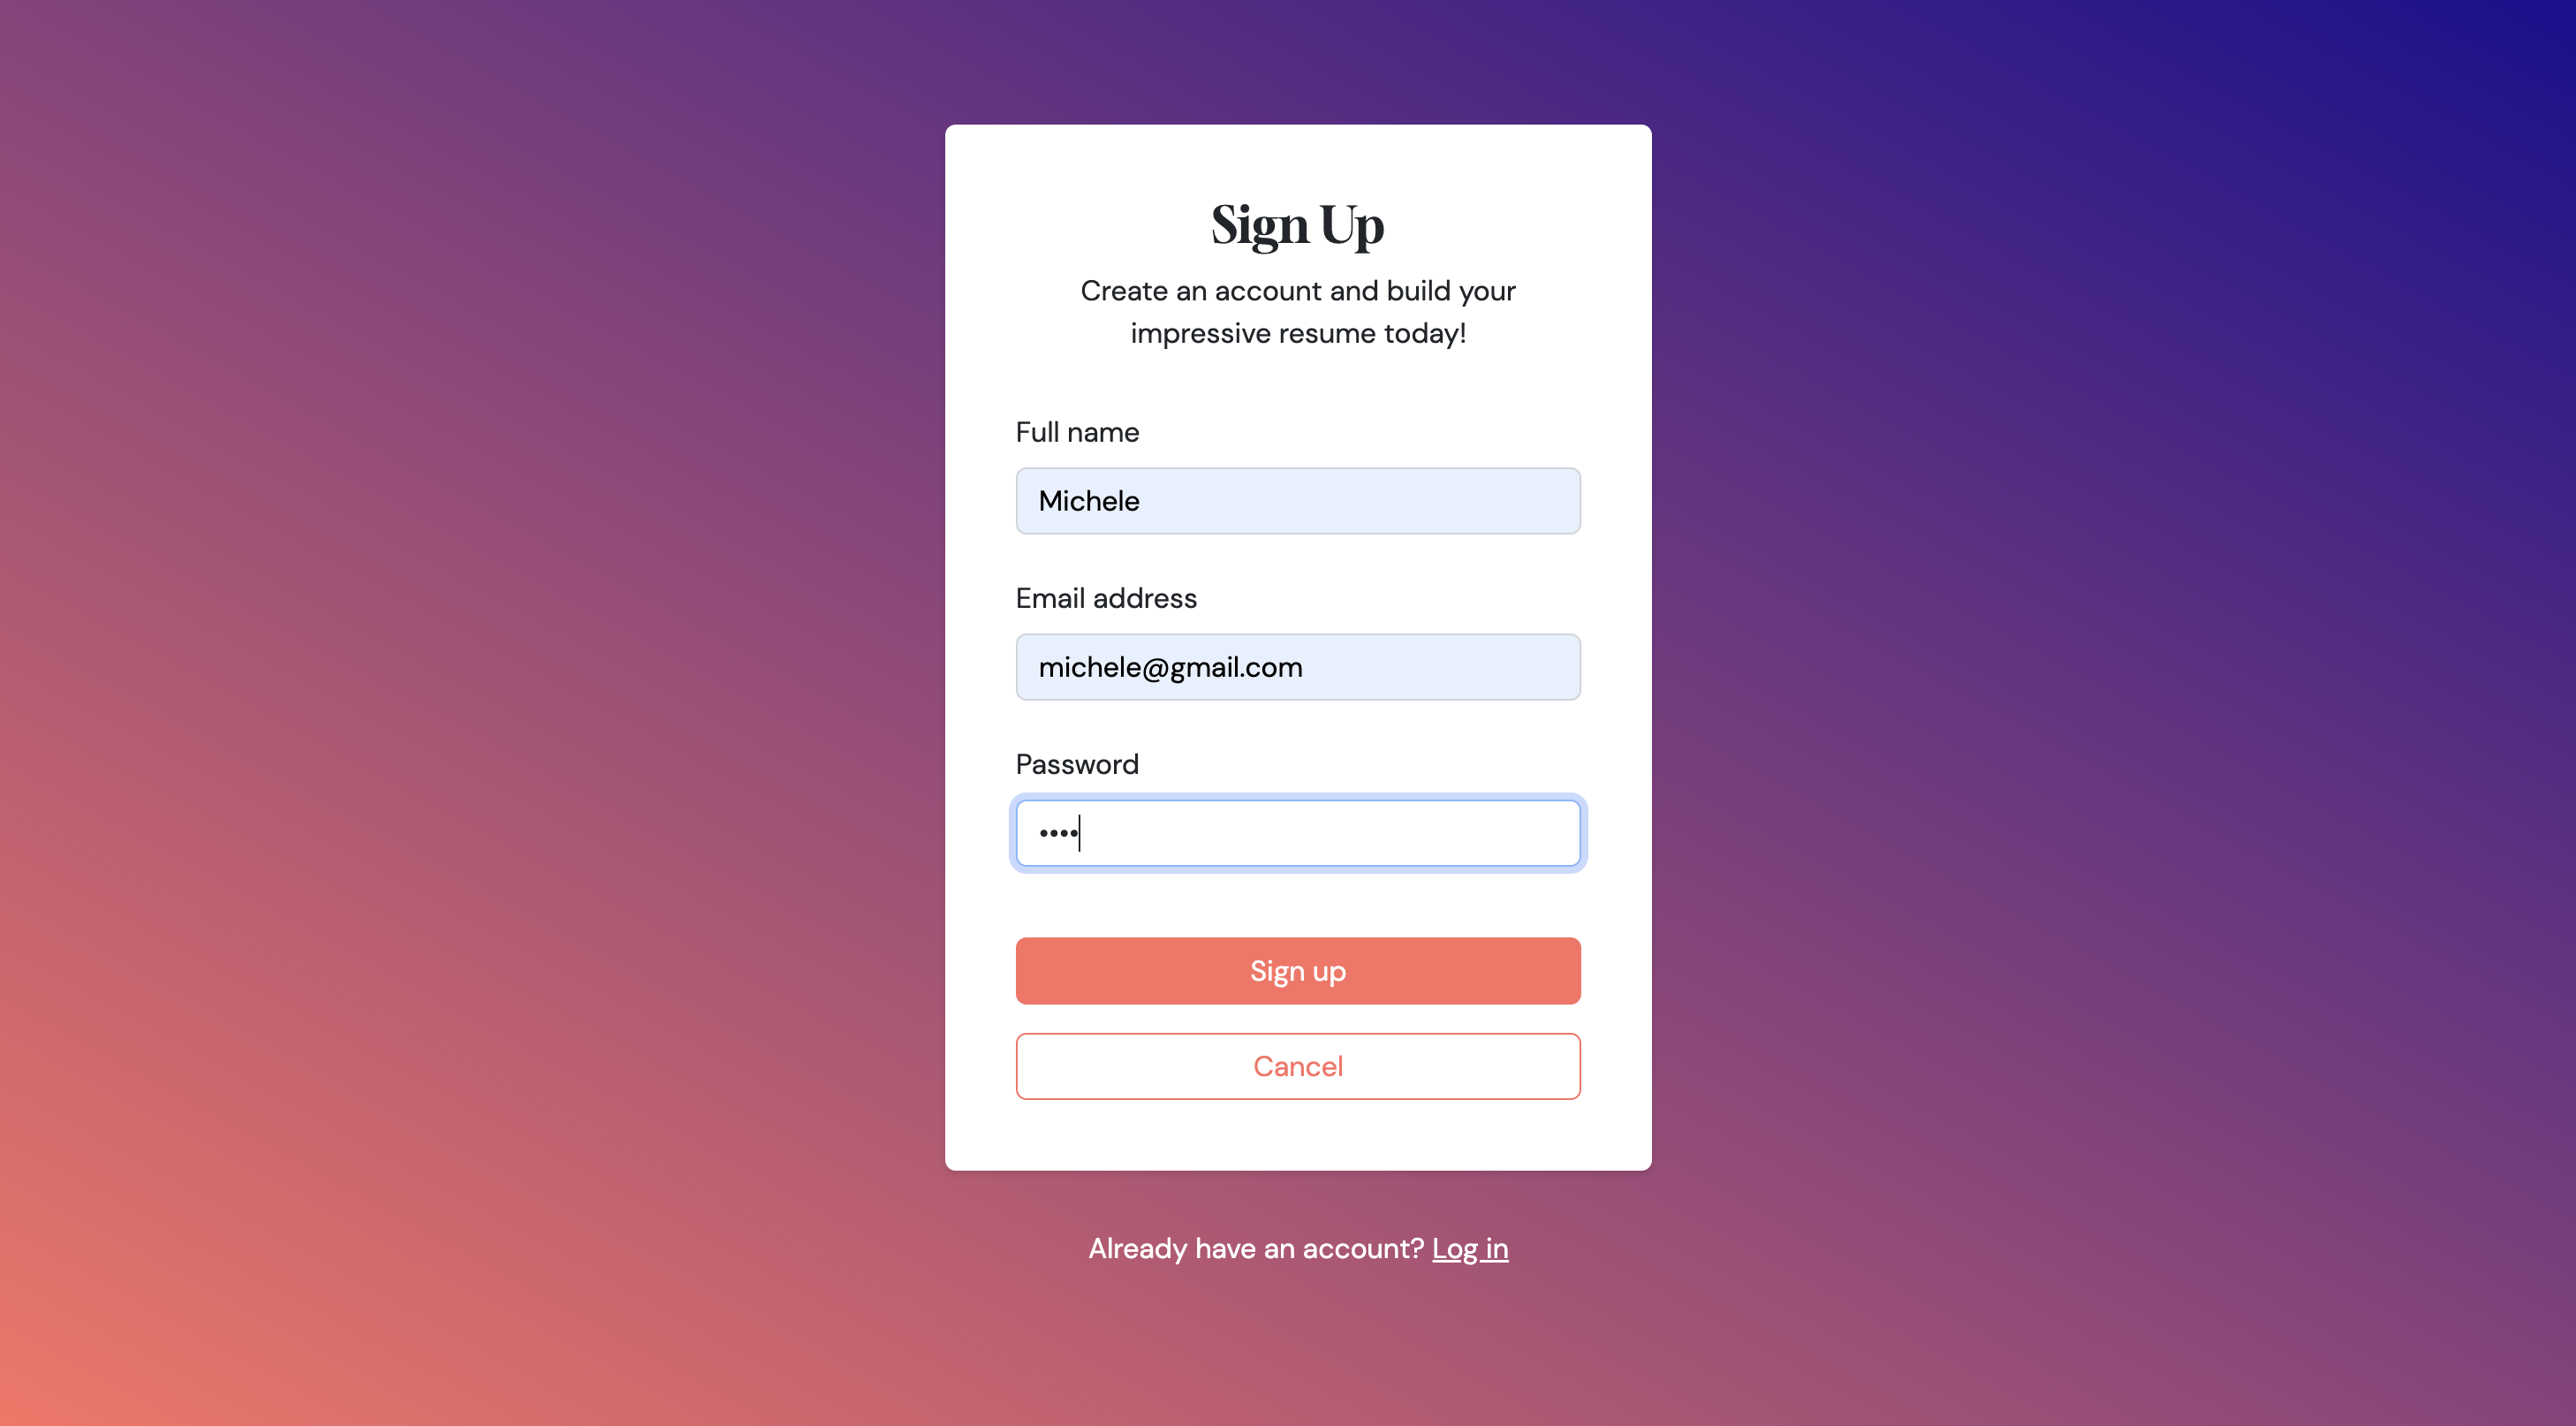 Sign Up
Create an account and build your
impressive resume today!
Full name
Michele
Email address
michele@gmail.com
Password
••••
Sign up
Cancel
Already have an account? Log in